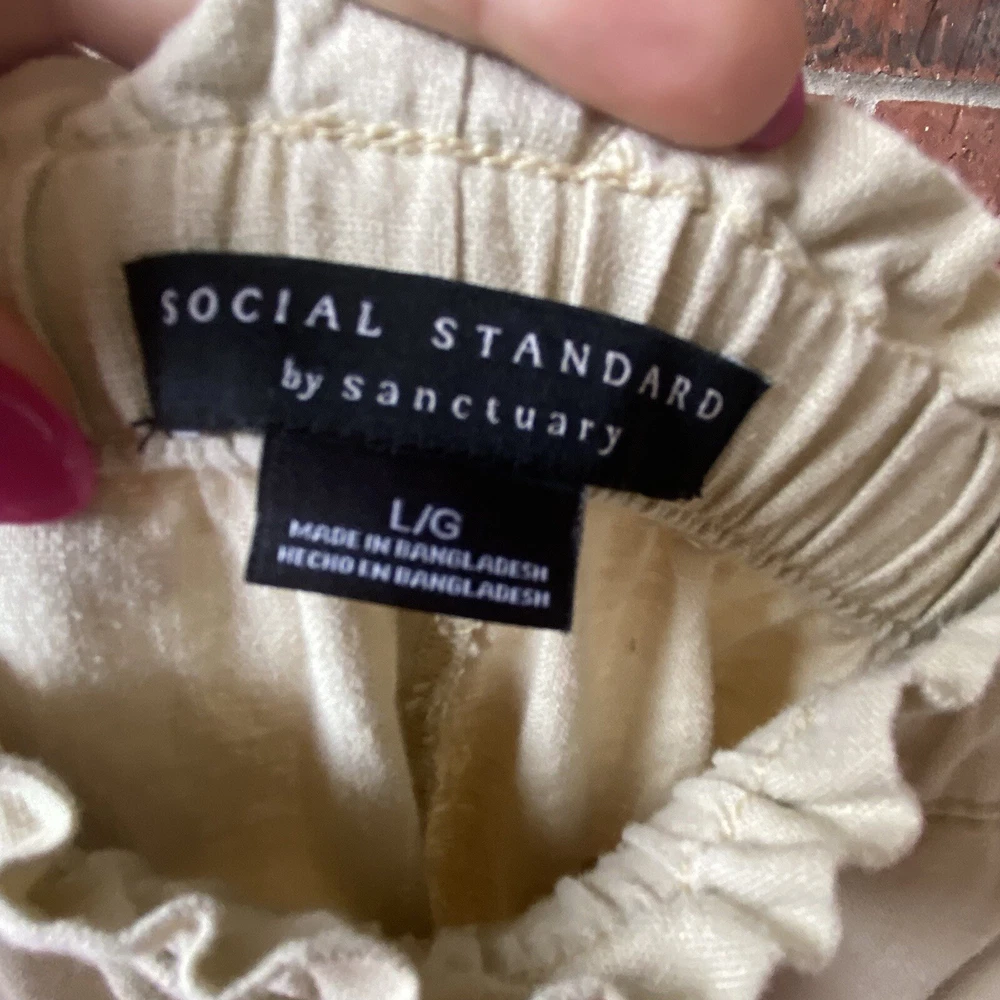 SOCIAL STANDARD
by sanctuary
L/G
MADE IN BANGLADESH
HECHO EN BANGLADESH